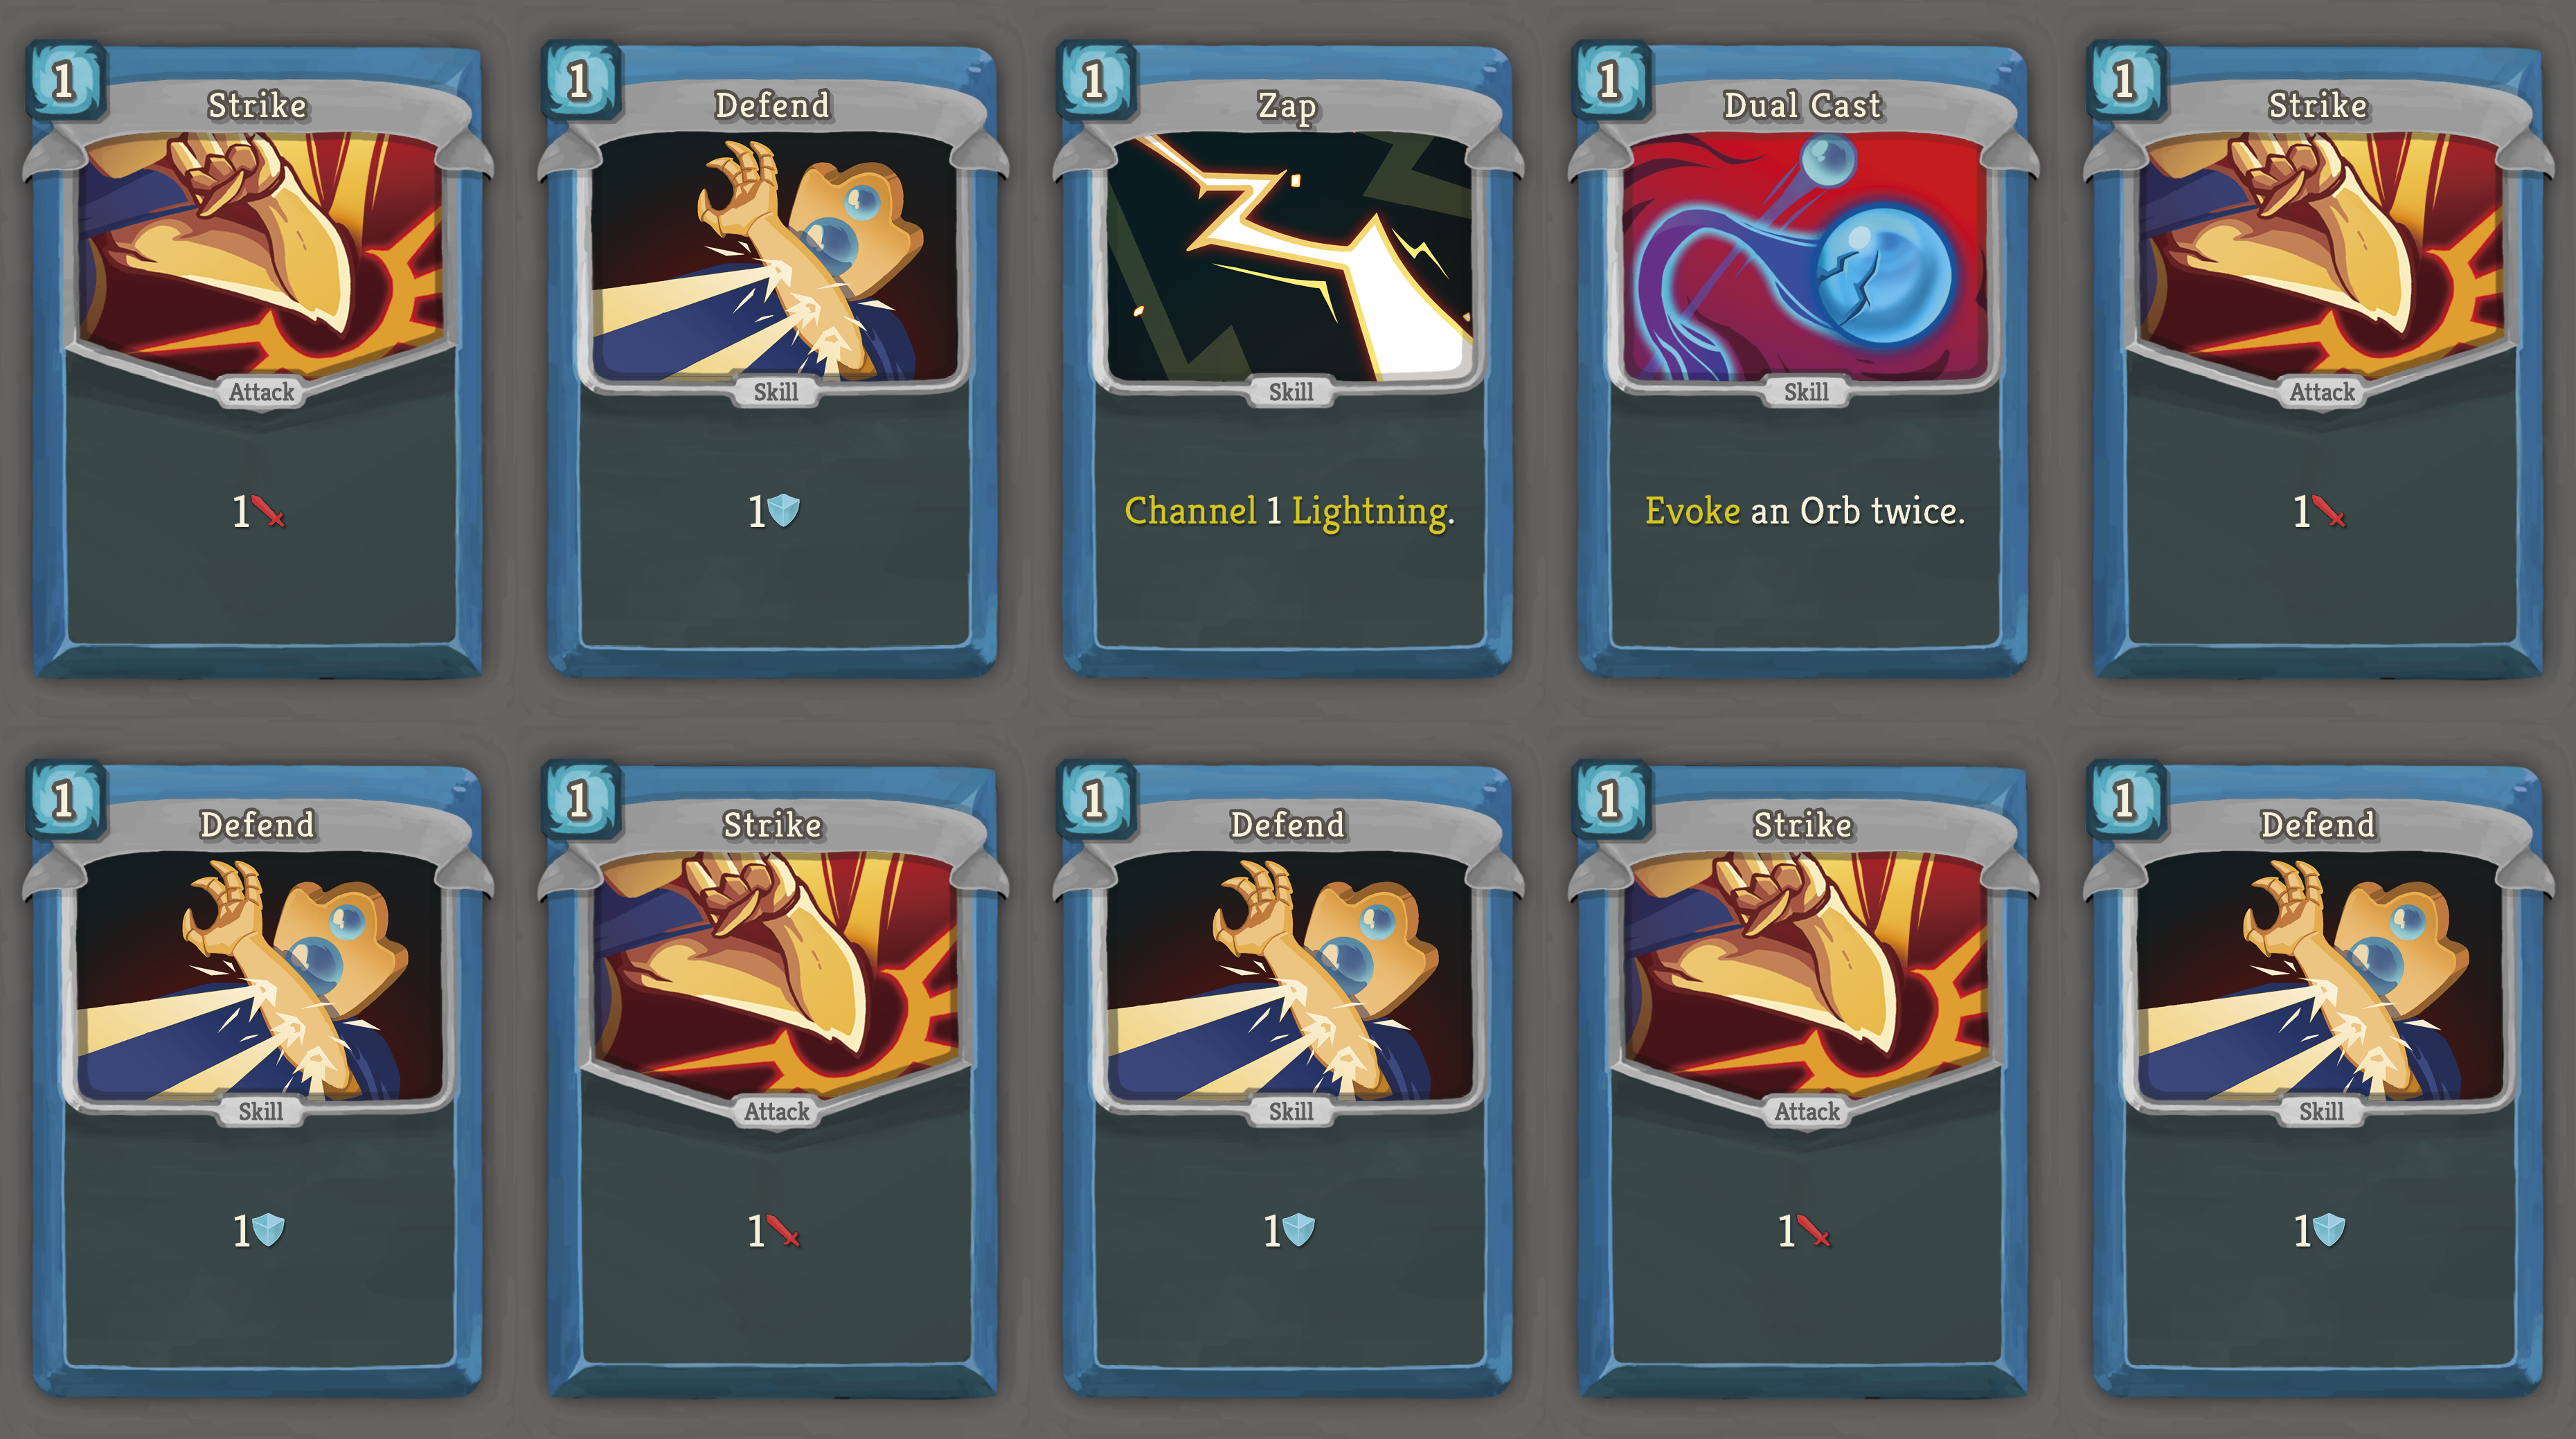 1
Strike
Attack
1
1
Defend
Skill
1
1
Zap
Skill
Channel 1 Lightning.
1
Dual Cast
Skill
Evoke an Orb twice.
1
Strike
Attack
1
1
Defend
Skill
1
1
Strike
Attack
1
1
Defend
Skill
1
1
Strike
Attack
1
1
Defend
Skill
1